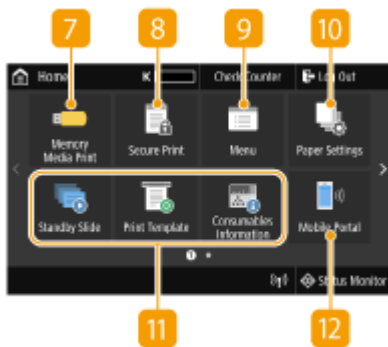 7 8 9 10
Home K Check Counter Log Out
Memory Media Print
Secure Print
Menu
Paper Settings
Standby Slide
Print Template
Consumables Information
Mobile Portal
1
Status Monitor
11 12